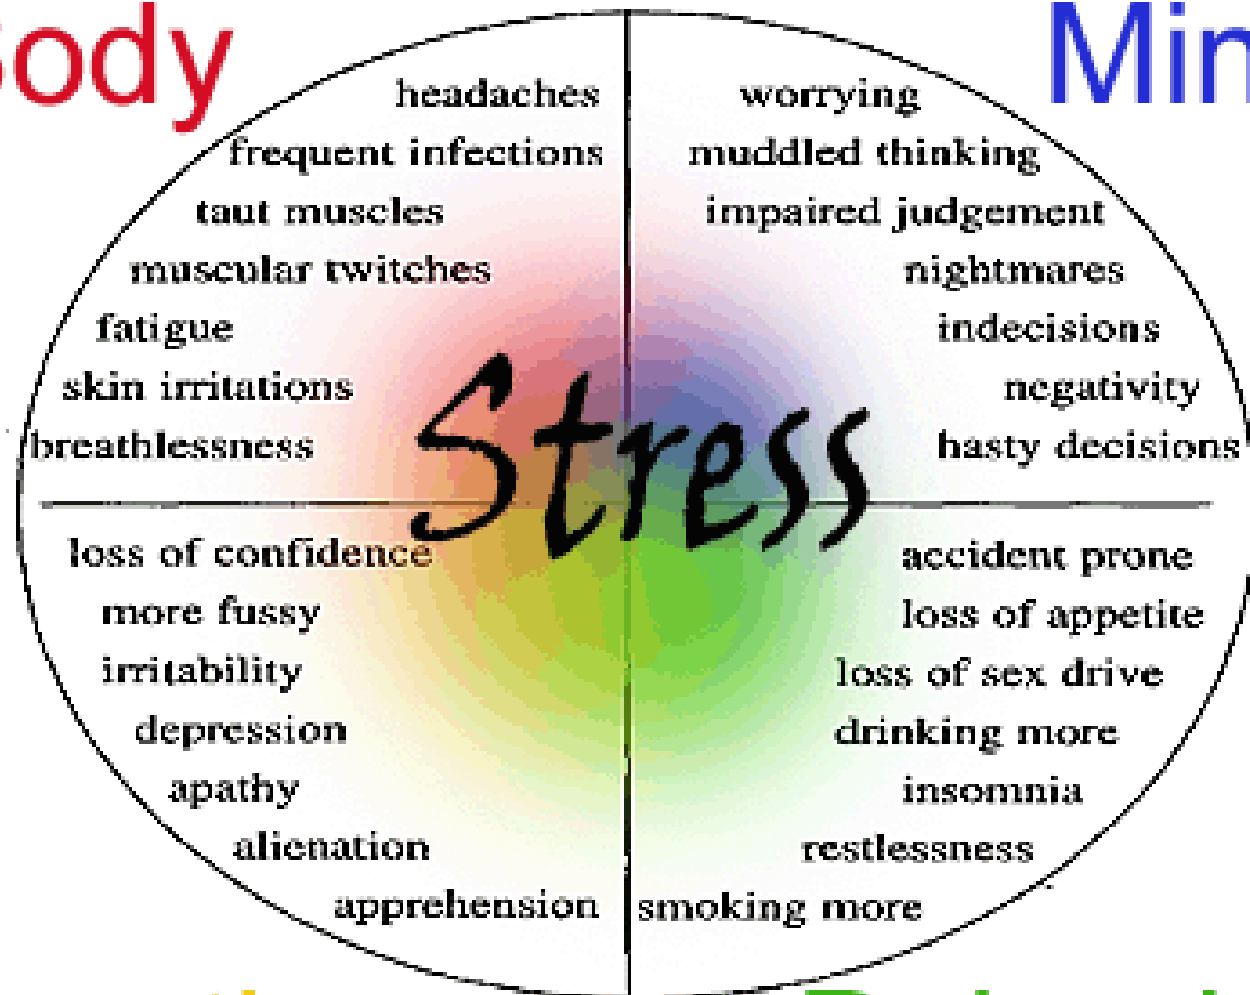 Body
Min
headaches
frequent infections
taut muscles
muscular twitches
fatigue
skin irritations
breathlessness
worrying
muddled thinking
impaired judgement
nightmares
indecisions
negativity
hasty decisions
Stress
loss of confidence
more fussy
irritability
depression
apathy
alienation
apprehension
accident prone
loss of appetite
loss of sex drive
drinking more
insomnia
restlessness
smoking more